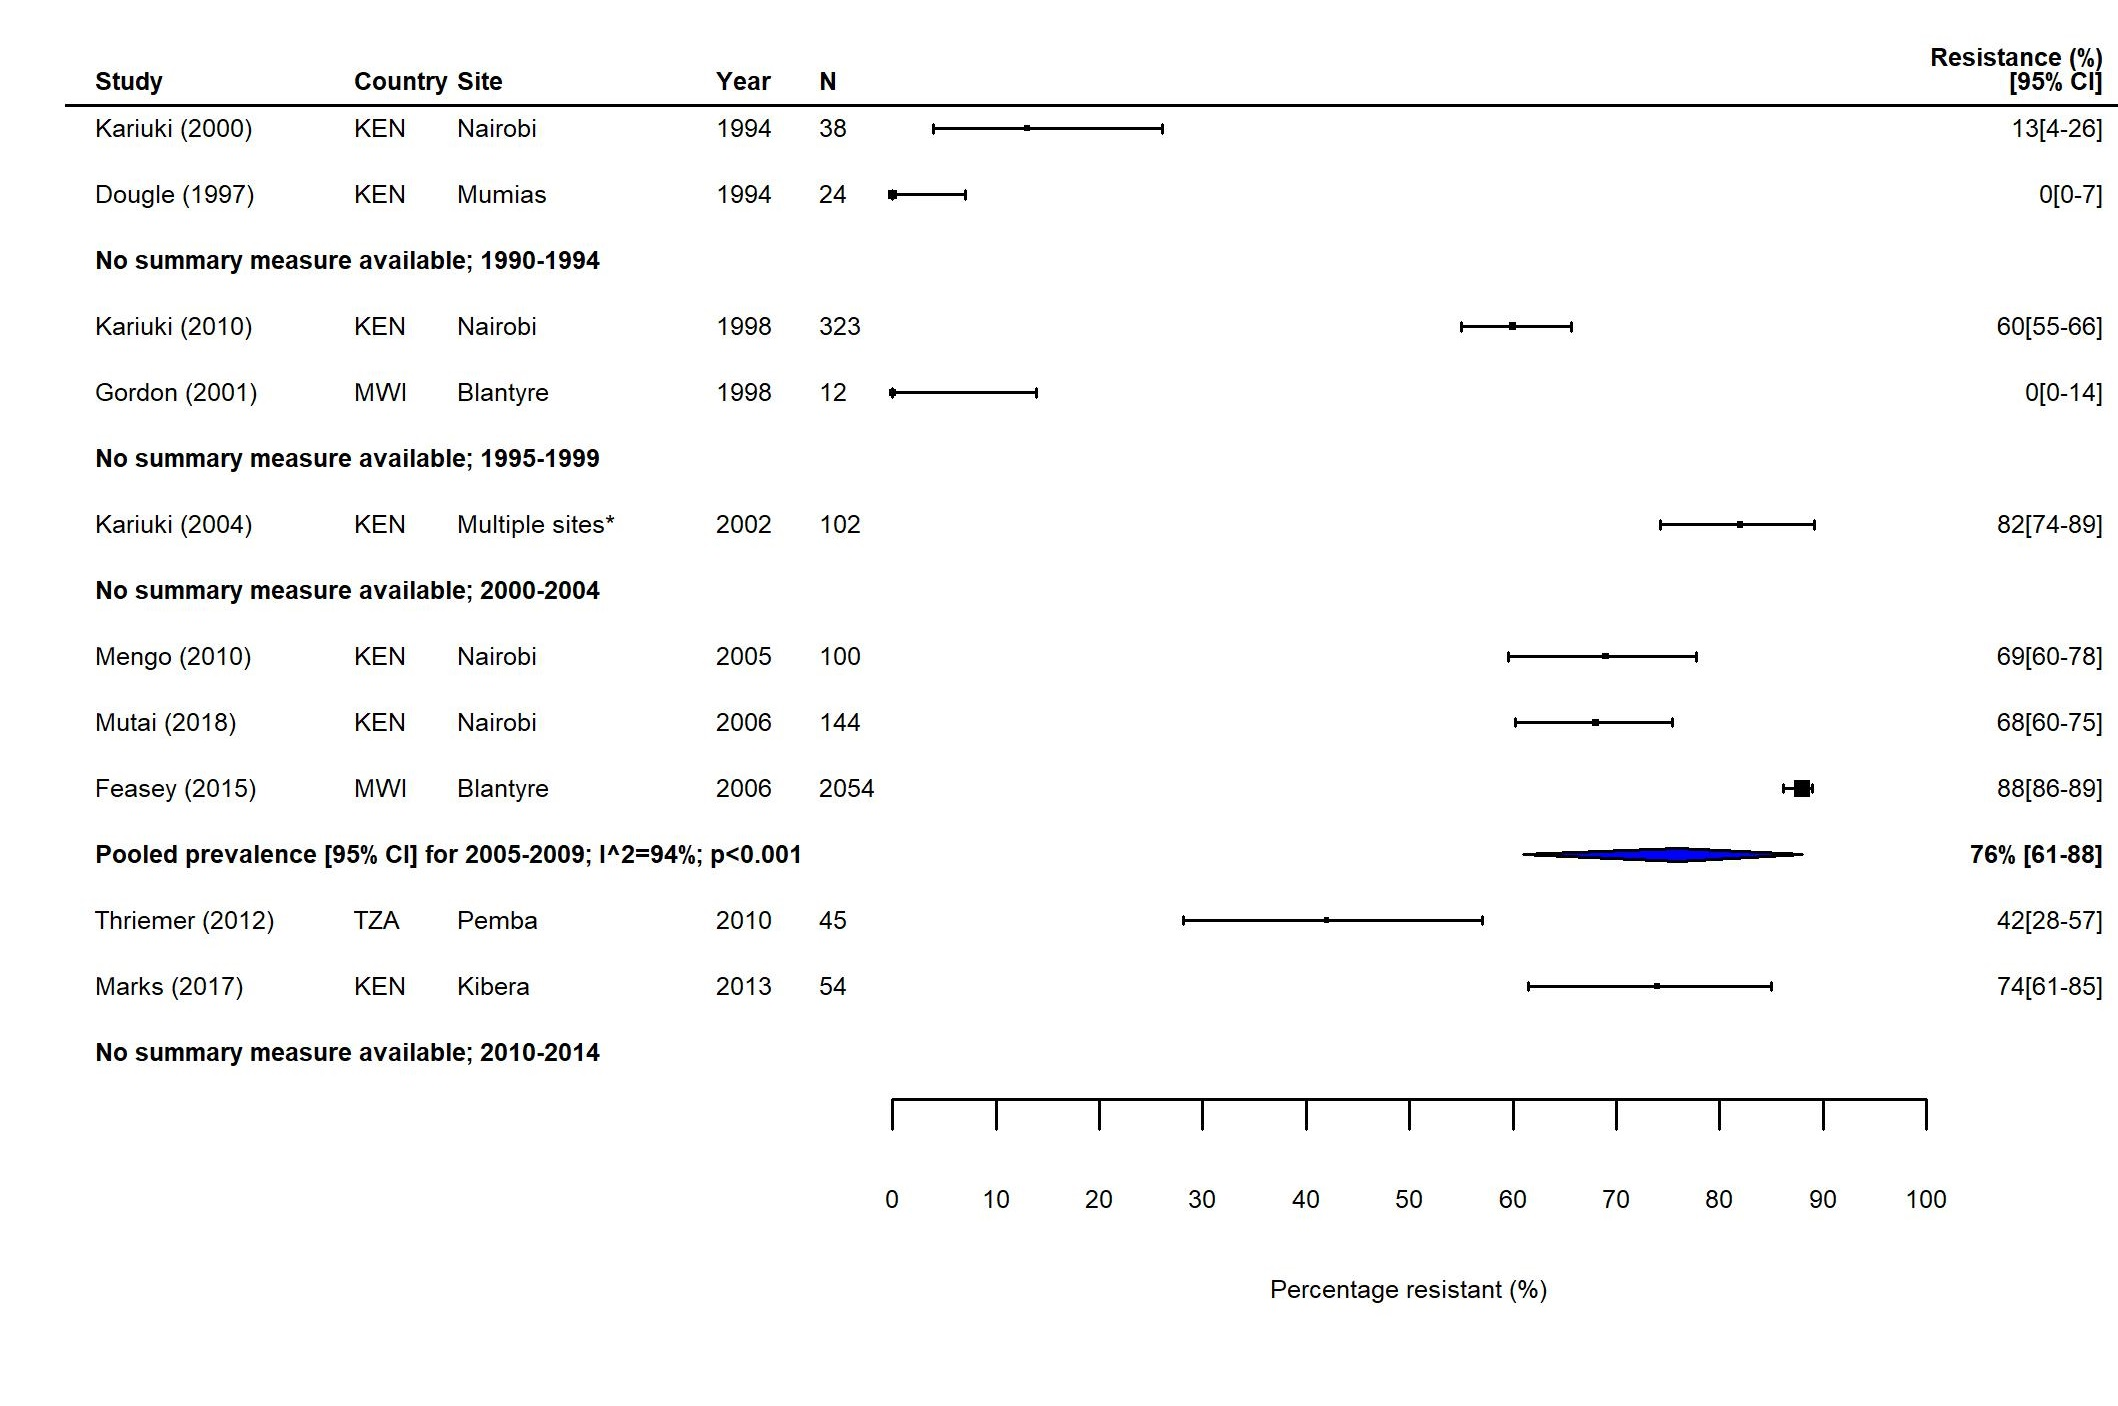 Study Country Site Year N Resistance (%) [95% CI]
Kariuki (2000) KEN Nairobi 1994 38 13[4-26]
Dougle (1997) KEN Mumias 1994 24 0[0-7]
No summary measure available; 1990-1994
Kariuki (2010) KEN Nairobi 1998 323 60[55-66]
Gordon (2001) MWI Blantyre 1998 12 0[0-14]
No summary measure available; 1995-1999
Kariuki (2004) KEN Multiple sites* 2002 102 82[74-89]
No summary measure available; 2000-2004
Mengo (2010) KEN Nairobi 2005 100 69[60-78]
Mutai (2018) KEN Nairobi 2006 144 68[60-75]
Feasey (2015) MWI Blantyre 2006 2054 88[86-89]
Pooled prevalence [95% CI] for 2005-2009; I^2=94%; p<0.001 76% [61-88]
Thriemer (2012) TZA Pemba 2010 45 42[28-57]
Marks (2017) KEN Kibera 2013 54 74[61-85]
No summary measure available; 2010-2014
0 10 20 30 40 50 60 70 80 90 100
Percentage resistant (%)